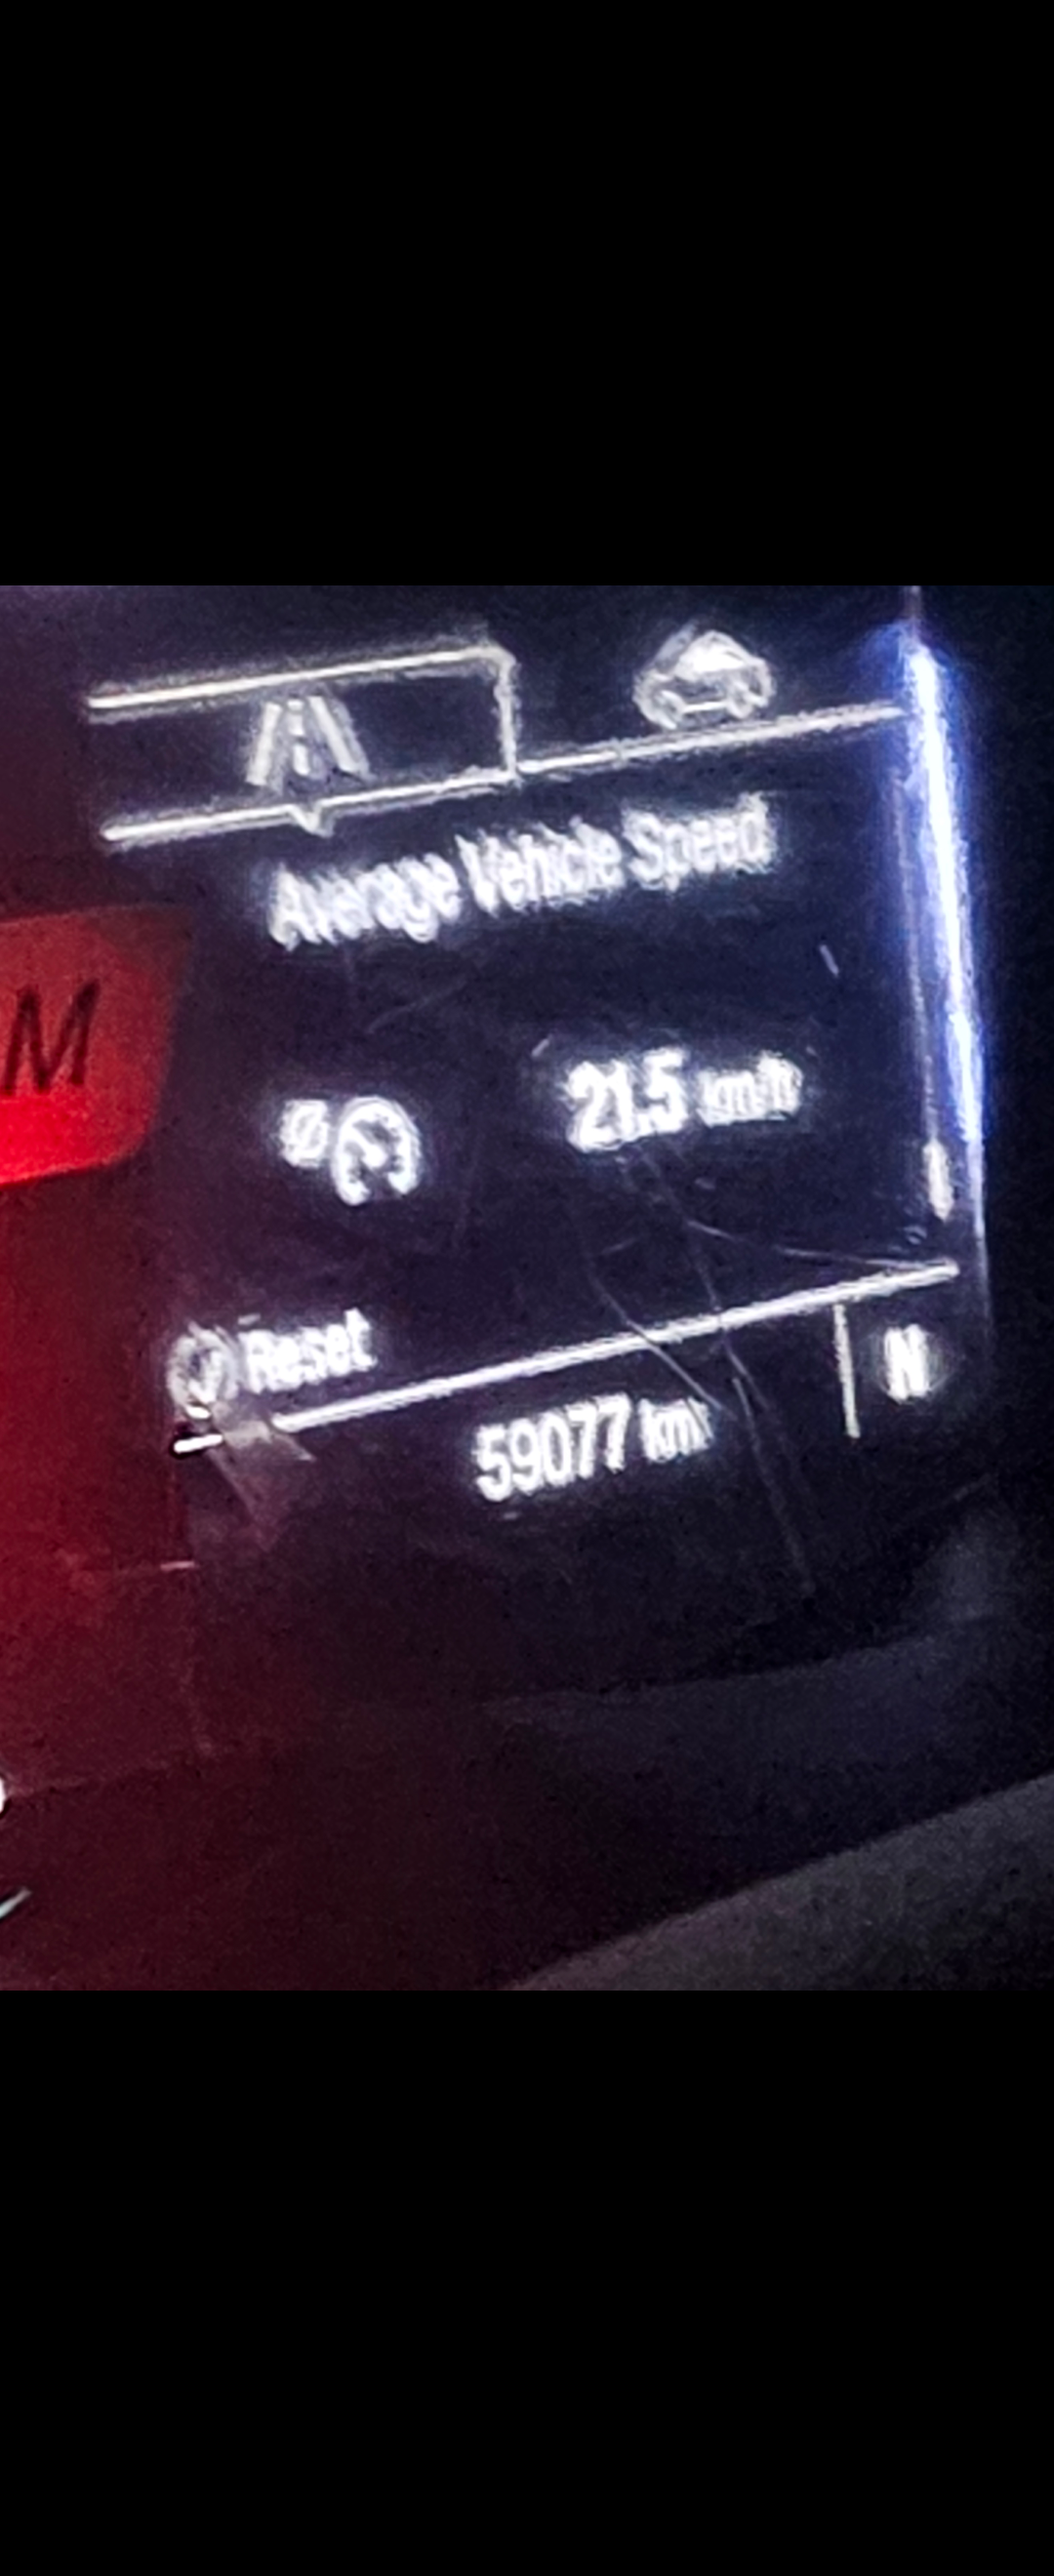 Average Vehicle Speed
M
Ø 21.5 km/h
Reset
N
59077 km